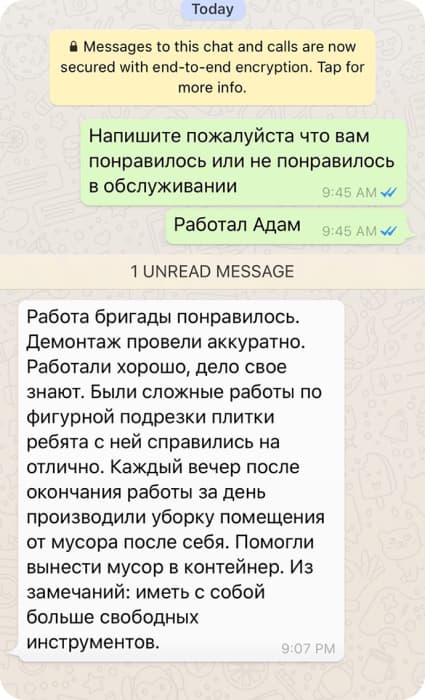 Today
Messages to this chat and calls are now
secured with end-to-end encryption. Tap for
more info.
Напишите пожалуйста что вам
понравилось или не понравилось
в обслуживании
9:45 AM
Работал Адам
9:45 AM
1 UNREAD MESSAGE
Работа бригады понравилось.
Демонтаж провели аккуратно.
Работали хорошо, дело свое
знают. Были сложные работы по
фигурной подрезки плитки
ребята с ней справились на
отлично. Каждый вечер после
окончания работы за день
производили уборку помещения
от мусора после себя. Помогли
вынести мусор в контейнер. Из
замечаний: иметь с собой
больше свободных
инструментов.
9:07 PM